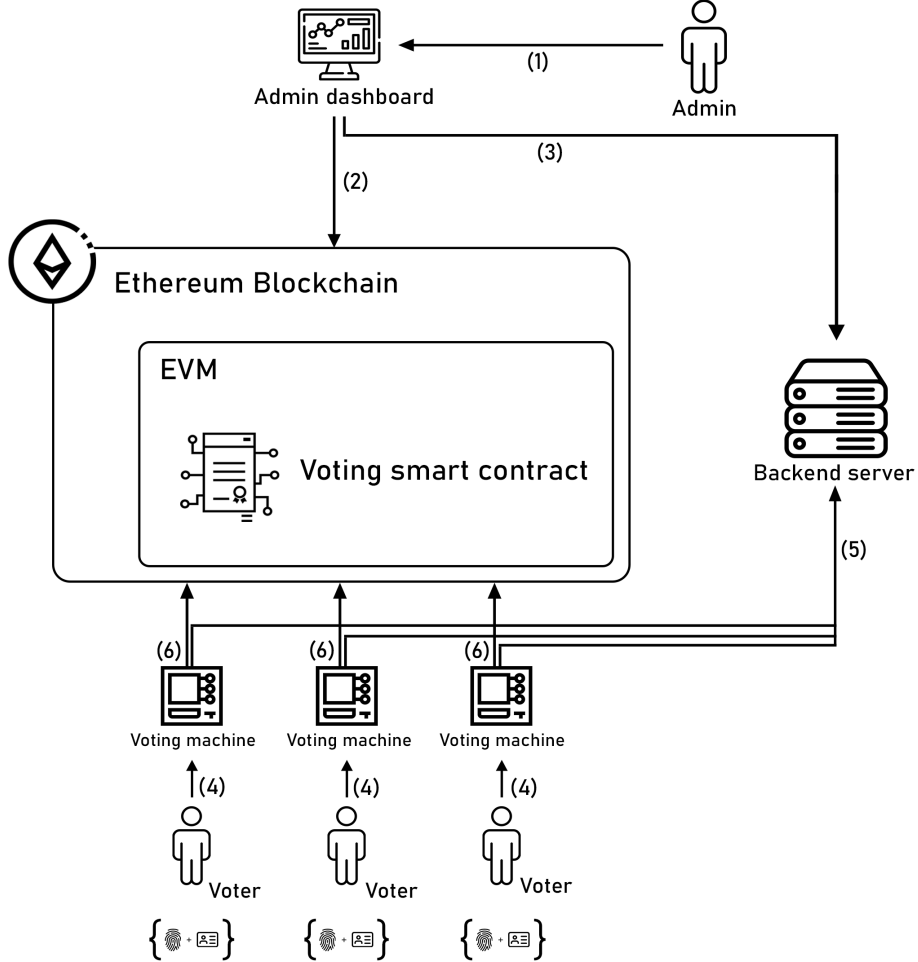 (1)
Admin dashboard
Admin
(3)
(2)
Ethereum Blockchain
EVM
Voting smart contract
Backend server
(5)
(6)
(6)
(6)
Voting machine
Voting machine
Voting machine
(4)
(4)
(4)
Voter
Voter
Voter
{ + }
{ + }
{ + }